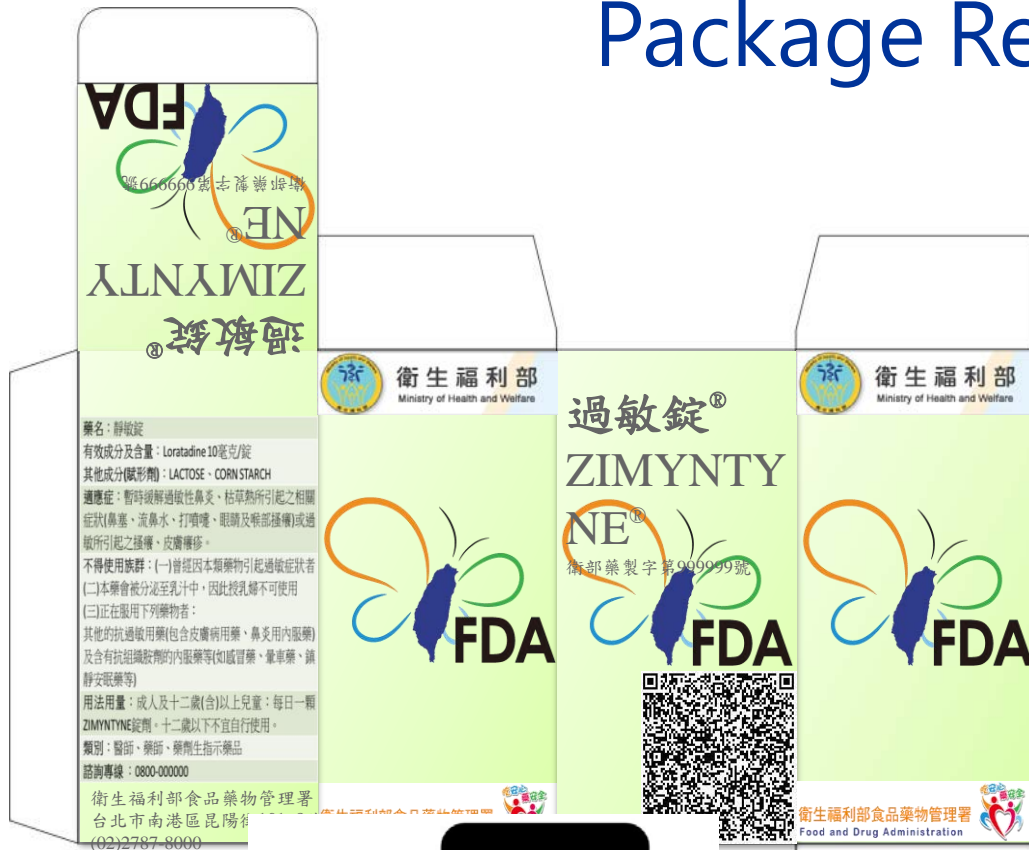 Package Re
FDA
衛部藥製字第999999號
NE®
ZIMYNTY
過敏錠®
藥名：靜敏錠
有效成分及含量：Loratadine 10毫克/錠
其他成分(賦形劑)：LACTOSE、CORN STARCH
適應症：暫時緩解過敏性鼻炎、枯草熱所引起之相關
症狀(鼻塞、流鼻水、打噴嚏、眼睛及喉部搔癢)或過
敏所引起之搔癢、皮膚癢疹。
不得使用族群：(一)曾經因本類藥物引起過敏症狀者
(二)本藥會被分泌至乳汁中，因此授乳婦不可使用
(三)正在服用下列藥物者：
其他的抗過敏用藥(包含皮膚病用藥、鼻炎用內服藥)
及含有抗組織胺劑的內服藥等(如感冒藥、暈車藥、鎮
靜安眠藥等)
用法用量：成人及十二歲(含)以上兒童：每日一顆
ZIMYNTYNE錠劑。十二歲以下不宜自行使用。
類別：醫師、藥師、藥劑生指示藥品
諮詢專線：0800-000000
衛生福利部食品藥物管理署
台北市南港區昆陽街
(02)2787-8000
衛生福利部
Ministry of Health and Welfare
FDA
衛生福利部食品藥物管理署
過敏錠®
ZIMYNTY
NE®
衛部藥製字第999999號
FDA
衛生福利部
Ministry of Health and Welfare
FDA
衛生福利部食品藥物管理署
Food and Drug Administration